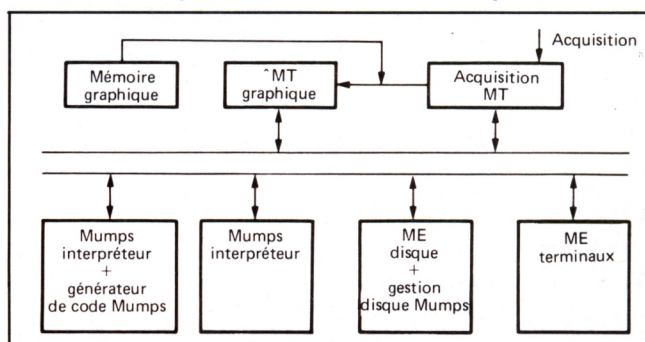 Acquisition
Mémoire
graphique
ˆMT
graphique
Acquisition
MT
Mumps
interpréteur
+
générateur
de code Mumps
Mumps
interpréteur
ME
disque
+
gestion
disque Mumps
ME
terminaux